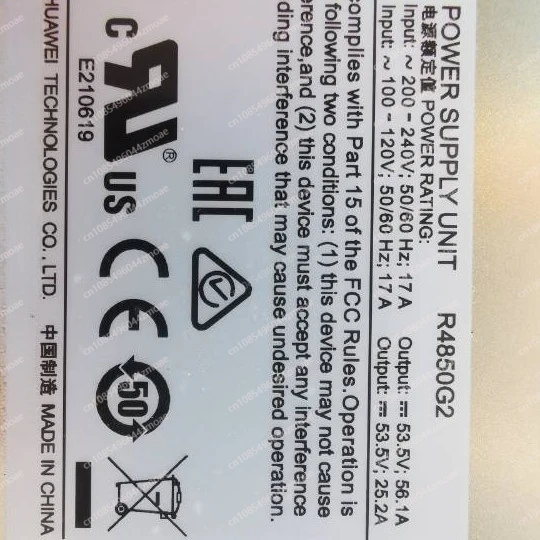 POWER SUPPLY UNIT R4850G2
电源额定值 POWER RATING:
Input: ~ 200 - 240V; 50/60 Hz; 17A Output: ⎓ 53.5V; 56.1A
Input: ~ 100 - 120V; 50/60 Hz; 17A Output: ⎓ 53.5V; 25.2A
complies with Part 15 of the FCC Rules.Operation is
following two conditions: (1) this device may not cause
erence,and (2) this device must accept any interference
ding interference that may cause undesired operation.
EAC
c RU US ®
E210619
CE
50
HUAWEI TECHNOLOGIES CO., LTD. 中国制造 MADE IN CHINA